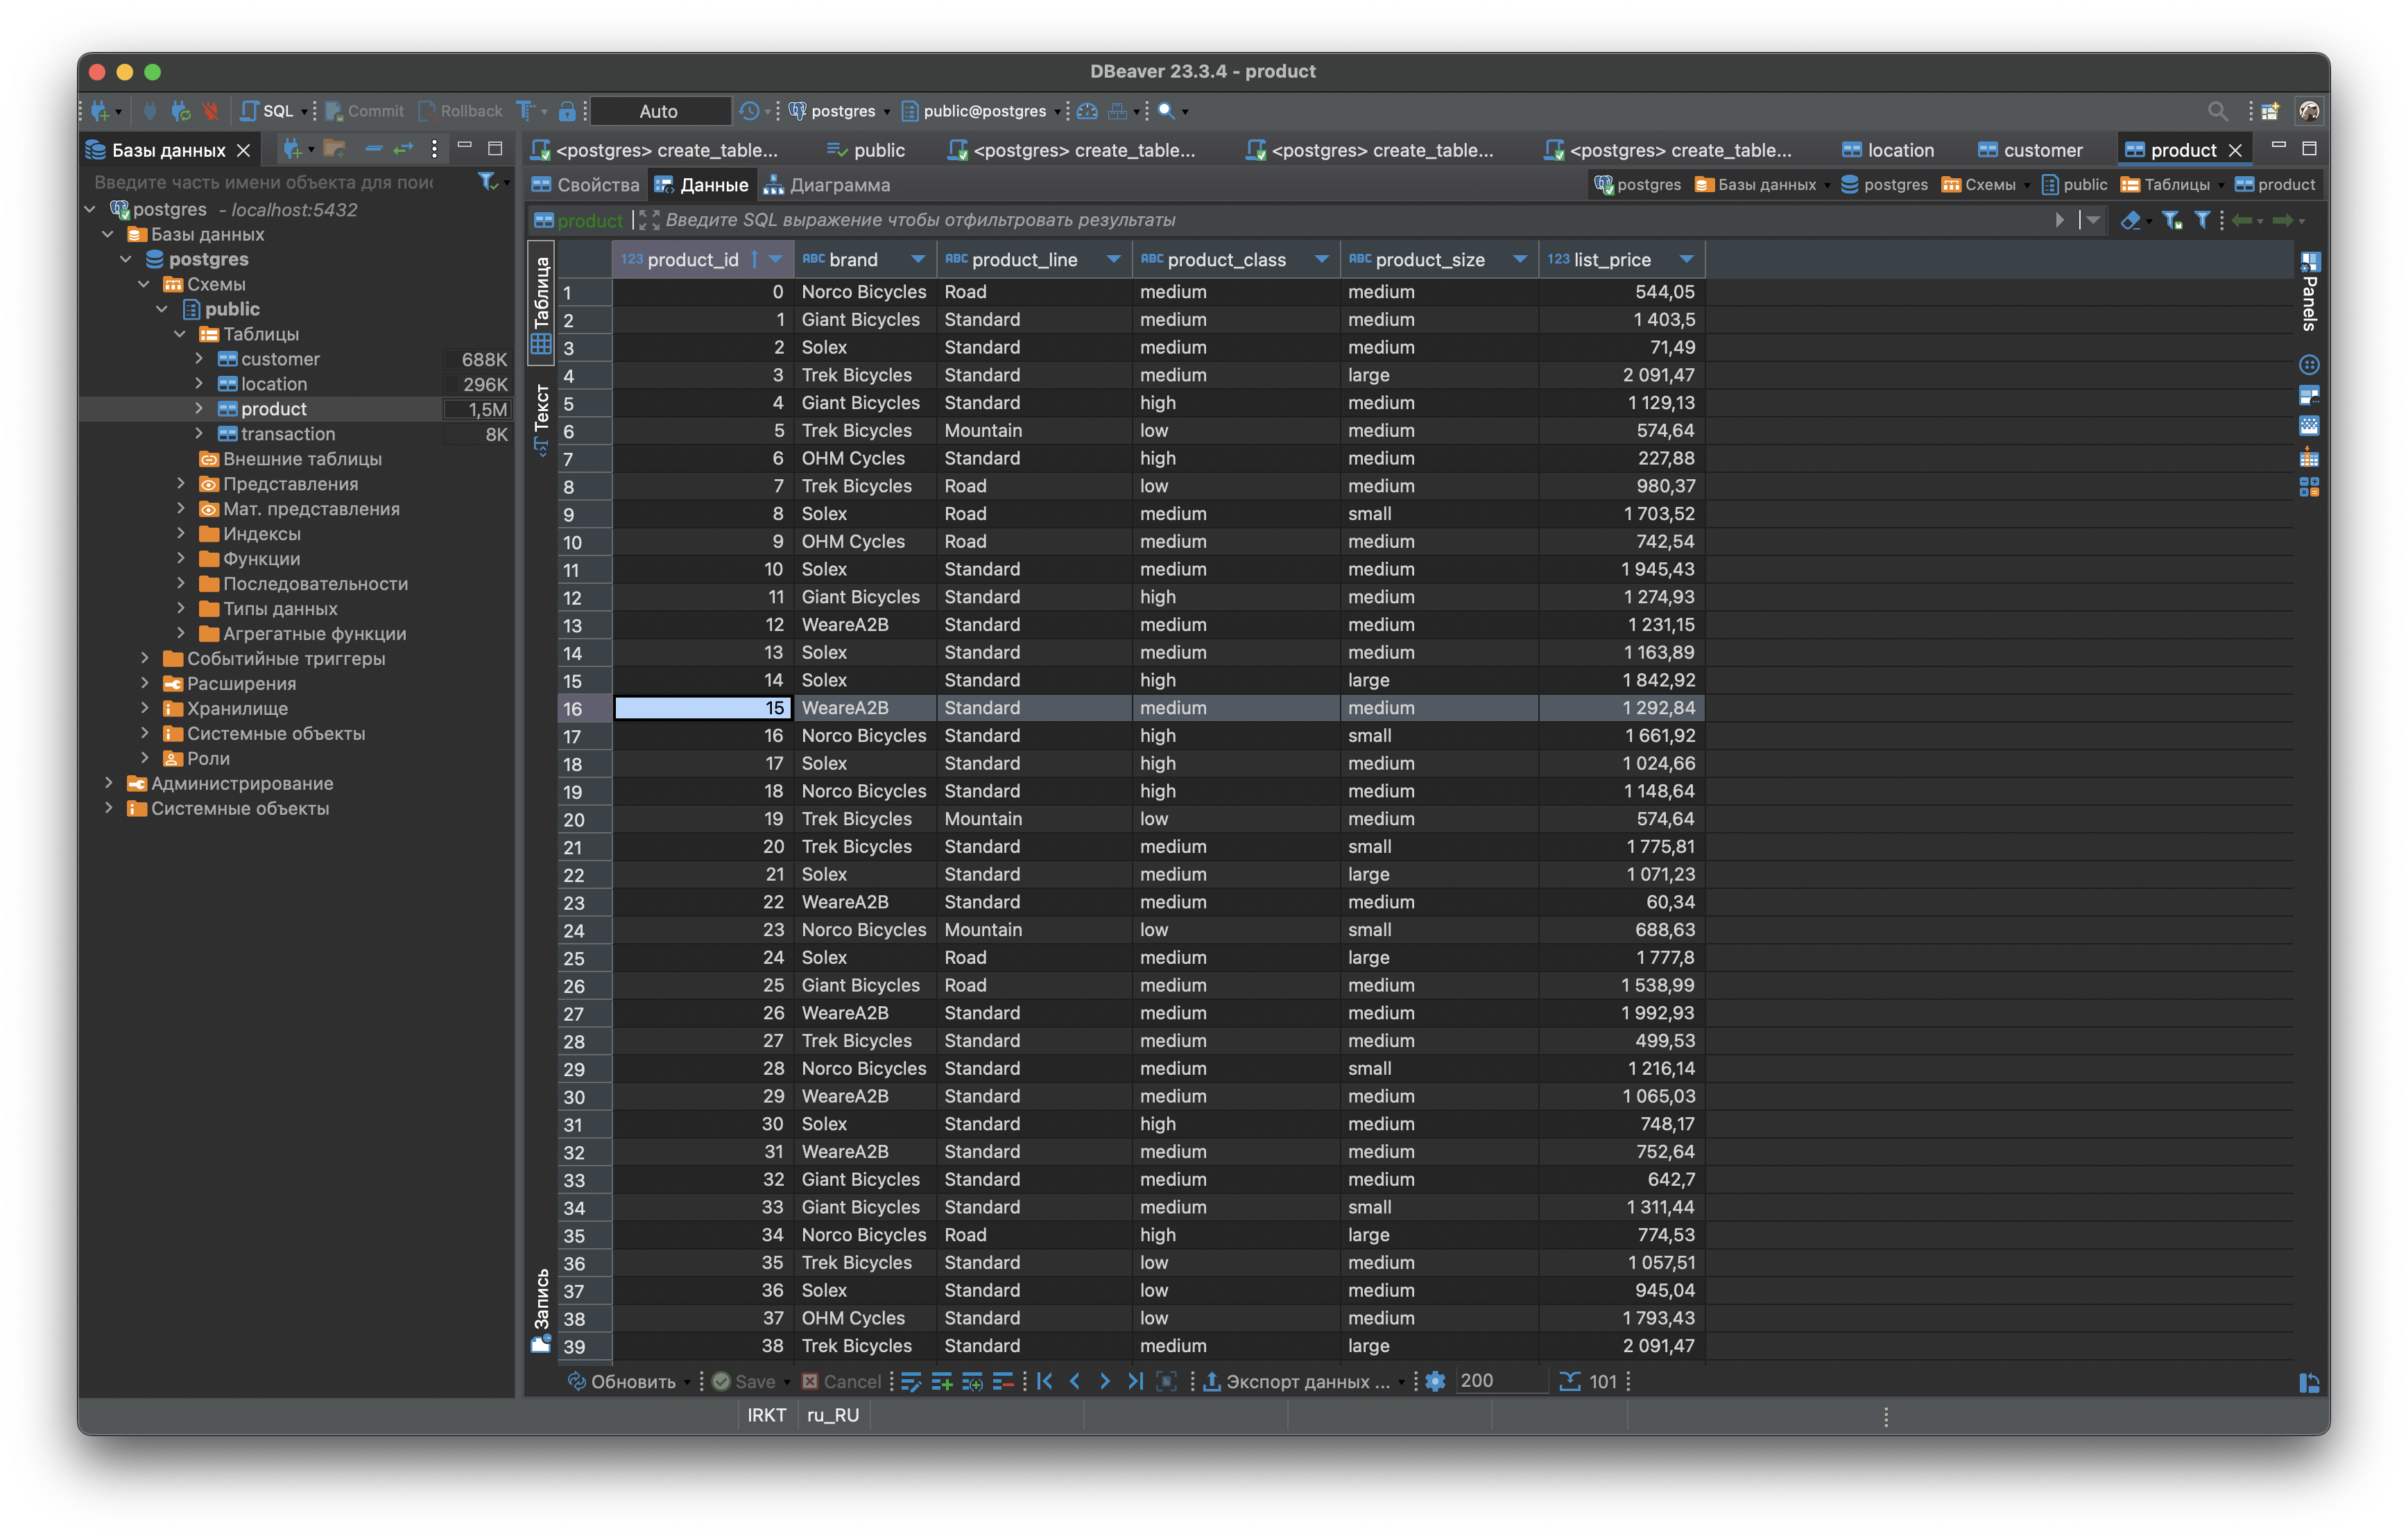 DBeaver 23.3.4 - product
SQL Commit Rollback Auto postgres public@postgres
Базы данных
<postgres> create_table... public <postgres> create_table... <postgres> create_table... <postgres> create_table... location customer product
Введите часть имени объекта для поис
Свойства Данные Диаграмма
postgres Базы данных postgres Схемы public Таблицы product
product Введите SQL выражение чтобы отфильтровать результаты
postgres - localhost:5432
Базы данных
postgres
Схемы
public
Таблицы
customer 688K
location 296K
product 1,5M
transaction 8K
Внешние таблицы
Представления
Мат. представления
Индексы
Функции
Последовательности
Типы данных
Агрегатные функции
Событийные триггеры
Расширения
Хранилище
Системные объекты
Роли
Администрирование
Системные объекты
Таблица
Текст
Запись
123 product_id ABC brand ABC product_line ABC product_class ABC product_size 123 list_price
1 0 Norco Bicycles Road medium medium 544,05
2 1 Giant Bicycles Standard medium medium 1 403,5
3 2 Solex Standard medium medium 71,49
4 3 Trek Bicycles Standard medium large 2 091,47
5 4 Giant Bicycles Standard high medium 1 129,13
6 5 Trek Bicycles Mountain low medium 574,64
7 6 OHM Cycles Standard high medium 227,88
8 7 Trek Bicycles Road low medium 980,37
9 8 Solex Road medium small 1 703,52
10 9 OHM Cycles Road medium medium 742,54
11 10 Solex Standard medium medium 1 945,43
12 11 Giant Bicycles Standard high medium 1 274,93
13 12 WeareA2B Standard medium medium 1 231,15
14 13 Solex Standard medium medium 1 163,89
15 14 Solex Standard high large 1 842,92
16 15 WeareA2B Standard medium medium 1 292,84
17 16 Norco Bicycles Standard high small 1 661,92
18 17 Solex Standard high medium 1 024,66
19 18 Norco Bicycles Standard high medium 1 148,64
20 19 Trek Bicycles Mountain low medium 574,64
21 20 Trek Bicycles Standard medium small 1 775,81
22 21 Solex Standard medium large 1 071,23
23 22 WeareA2B Standard medium medium 60,34
24 23 Norco Bicycles Mountain low small 688,63
25 24 Solex Road medium large 1 777,8
26 25 Giant Bicycles Road medium medium 1 538,99
27 26 WeareA2B Standard medium medium 1 992,93
28 27 Trek Bicycles Standard medium medium 499,53
29 28 Norco Bicycles Standard medium small 1 216,14
30 29 WeareA2B Standard medium medium 1 065,03
31 30 Solex Standard high medium 748,17
32 31 WeareA2B Standard medium medium 752,64
33 32 Giant Bicycles Standard medium medium 642,7
34 33 Giant Bicycles Standard medium small 1 311,44
35 34 Norco Bicycles Road high large 774,53
36 35 Trek Bicycles Standard low medium 1 057,51
37 36 Solex Standard low medium 945,04
38 37 OHM Cycles Standard low medium 1 793,43
39 38 Trek Bicycles Standard medium large 2 091,47
Panels
Обновить Save Cancel Экспорт данных ... 200 101
IRKT ru_RU